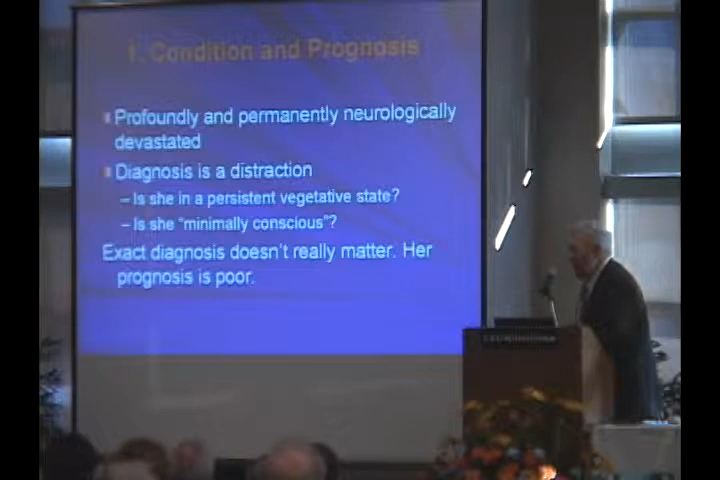 1. Condition and Prognosis
Profoundly and permanently neurologically
devastated
Diagnosis is a distraction
– Is she in a persistent vegetative state?
– Is she “minimally conscious”?
Exact diagnosis doesn't really matter. Her
prognosis is poor.